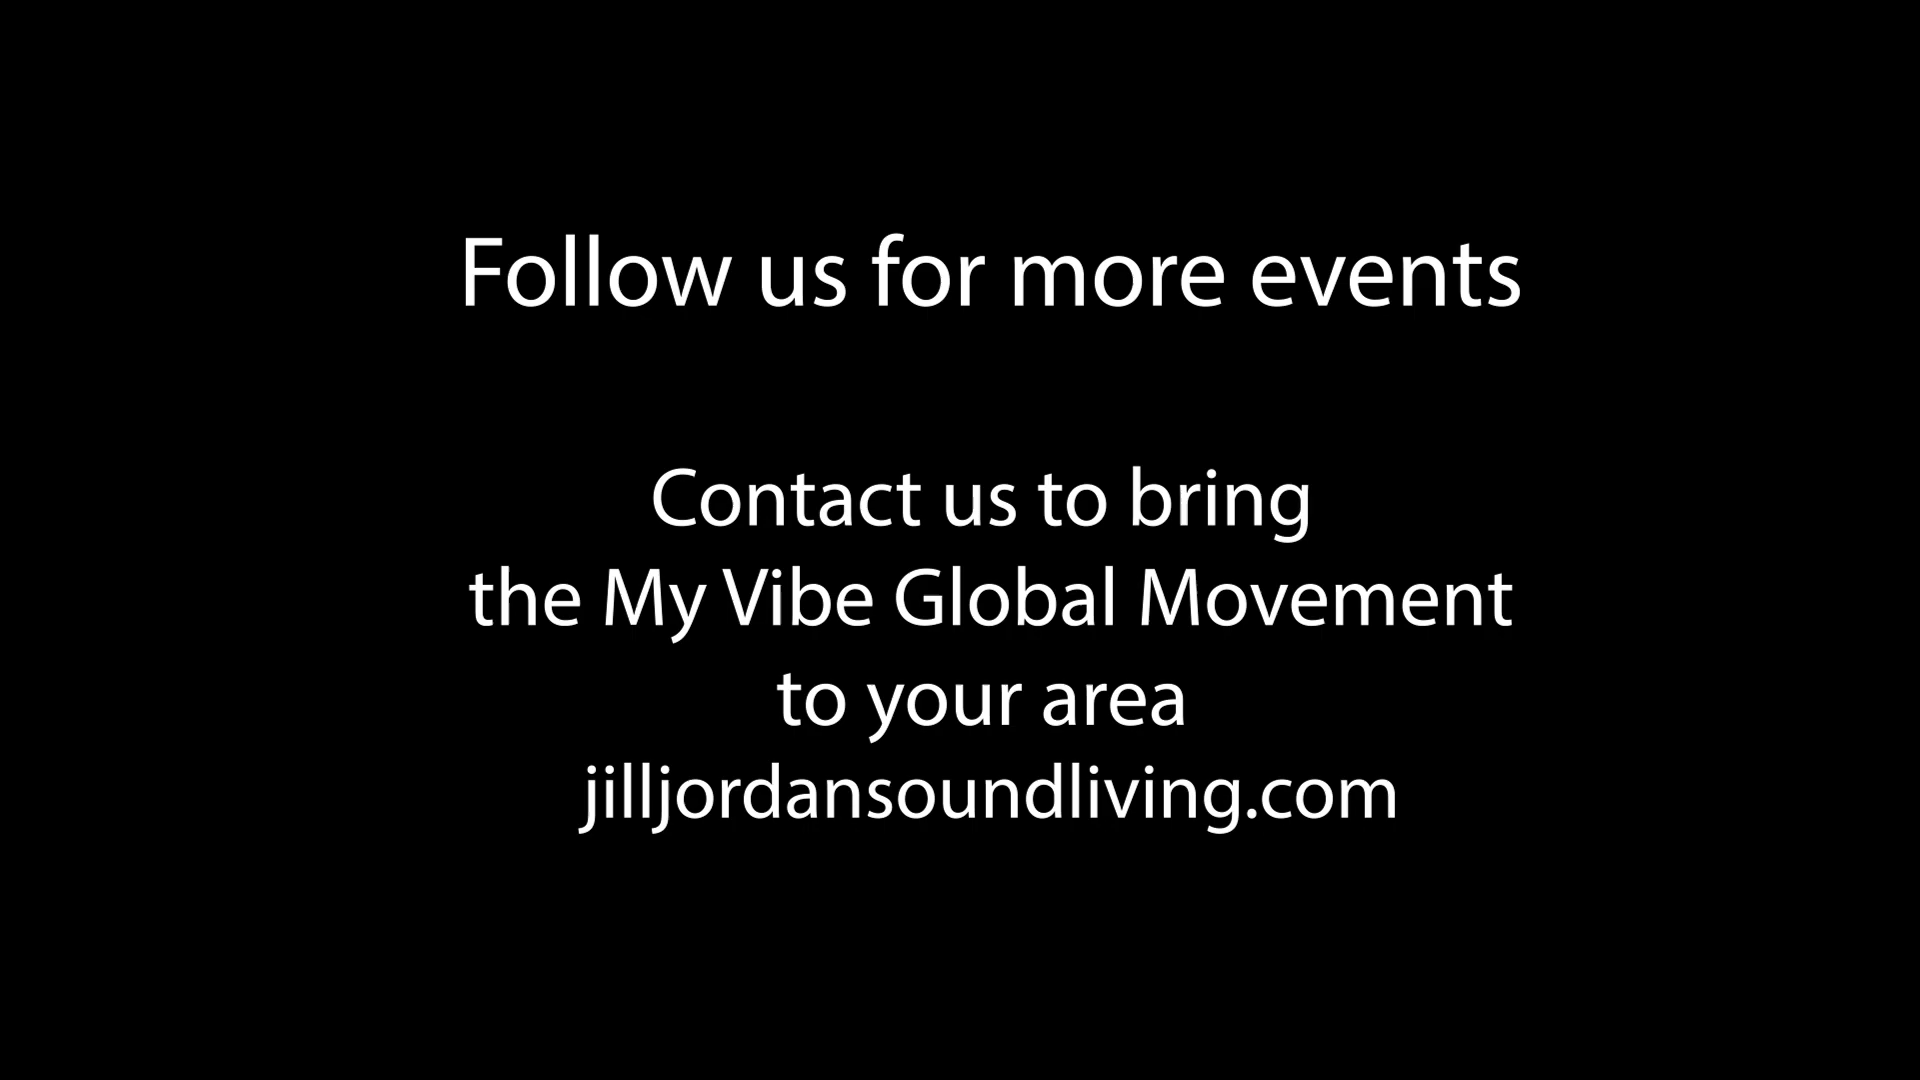 Follow us for more events
Contact us to bring
the My Vibe Global Movement
to your area
jilljordansoundliving.com